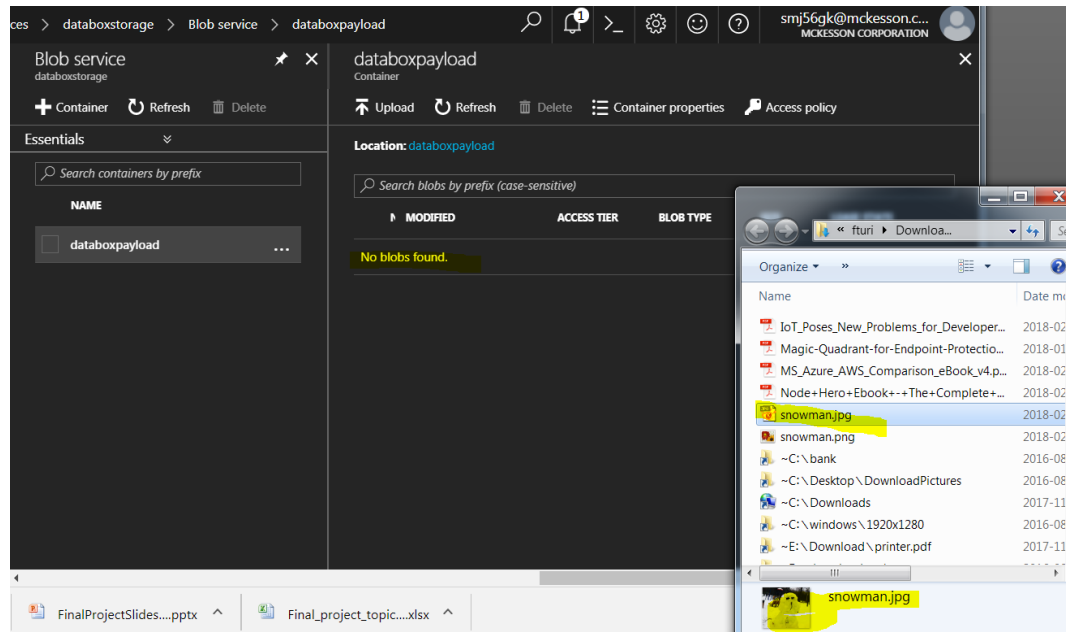 ces > databoxstorage > Blob service > databoxpayload
1
smj56gk@mckesson.c...
MCKESSON CORPORATION
Blob service
databoxstorage
Container Refresh Delete
Essentials
Search containers by prefix
NAME
databoxpayload ...
databoxpayload
Container
Upload Refresh Delete Container properties Access policy
Location: databoxpayload
Search blobs by prefix (case-sensitive)
MODIFIED ACCESS TIER BLOB TYPE
No blobs found.
« fturi Downloa...
Organize »
Name Date mo
IoT_Poses_New_Problems_for_Developer... 2018-02
Magic-Quadrant-for-Endpoint-Protectio... 2018-01
MS_Azure_AWS_Comparison_eBook_v4.p... 2018-02
Node+Hero+Ebook+-+The+Complete+... 2018-02
snowman.jpg 2018-02
snowman.png 2018-02
~C:\bank 2016-08
~C:\Desktop\DownloadPictures 2016-08
~C:\Downloads 2017-11
~C:\windows\1920x1280 2016-08
~E:\Download\printer.pdf 2017-11
snowman.jpg
FinalProjectSlides....pptx Final_project_topic....xlsx